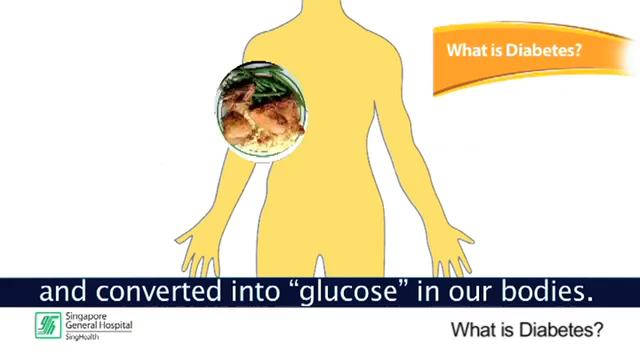 What is Diabetes?
and converted into “glucose” in our bodies.
Singapore
General Hospital
SingHealth
What is Diabetes?